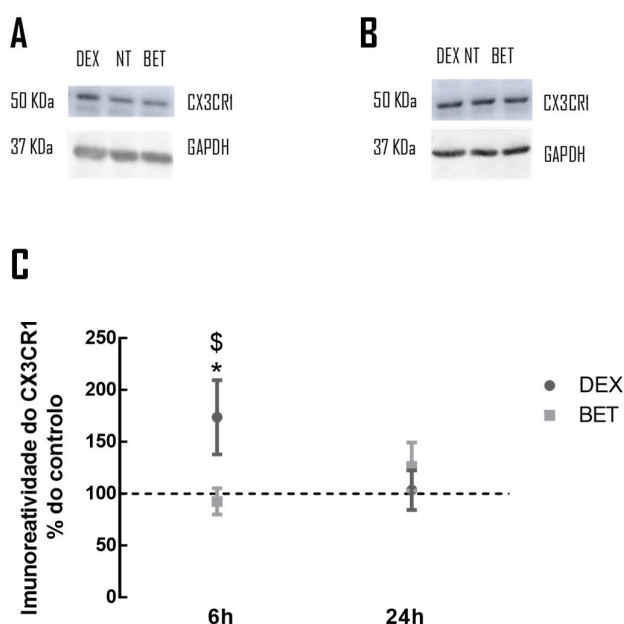 A
DEX NT BET
50 KDa CX3CR1
37 KDa GAPDH
B
DEX NT BET
50 KDa CX3CR1
37 KDa GAPDH
C
Imunoreatividade do CX3CR1
% do controlo
250
200
150
100
50
0
$
*
6h 24h
DEX
BET